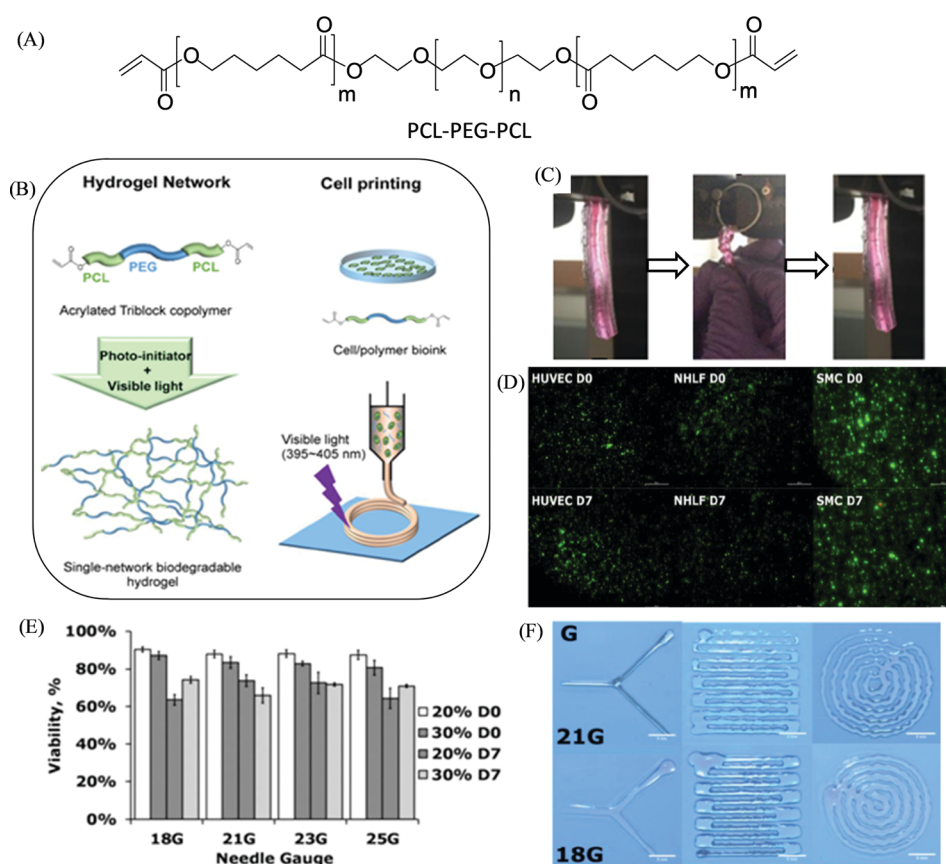 (A)
O O O O O O O O O O
m n m
PCL-PEG-PCL
(B)
Hydrogel Network
Cell printing
PCL PEG PCL
Acrylated Triblock copolymer
Cell/polymer bioink
Photo-initiator
+
Visible light
Visible light
(395~405 nm)
Single-network biodegradable
hydrogel
(C)
(D)
HUVEC D0
NHLF D0
SMC D0
HUVEC D7
NHLF D7
SMC D7
(E)
100%
80%
60%
40%
20%
0%
Viability, %
18G 21G 23G 25G
Needle Gauge
20% D0
30% D0
20% D7
30% D7
(F)
G
21G
18G